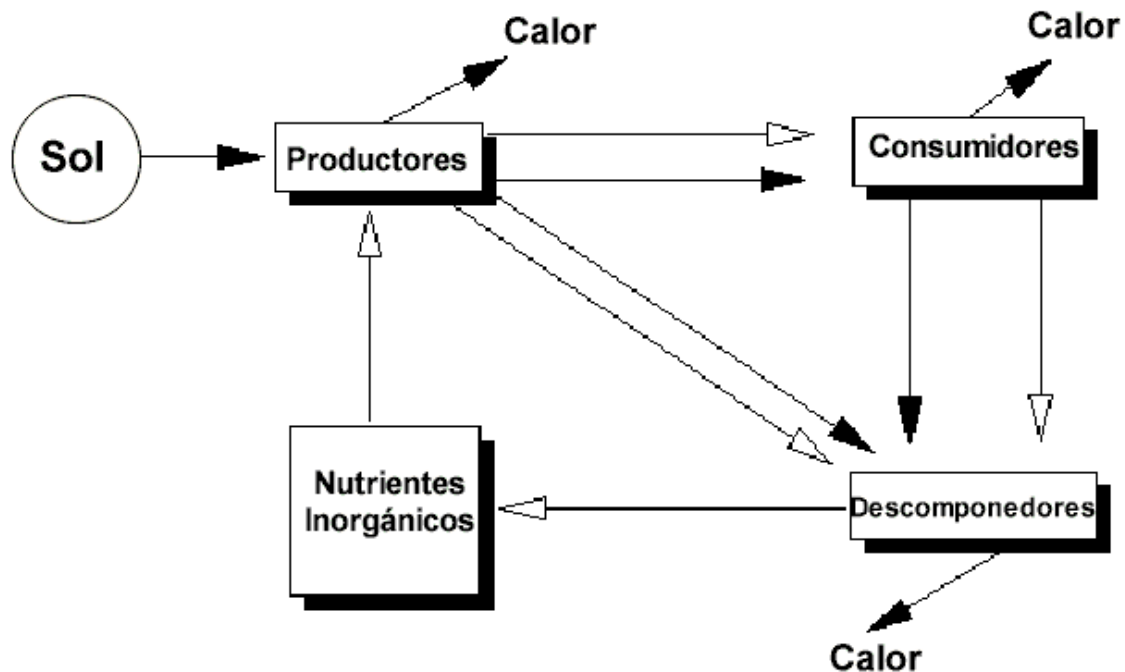 Calor
Calor
Sol
Productores
Consumidores
Nutrientes
Inorgánicos
Descomponedores
Calor